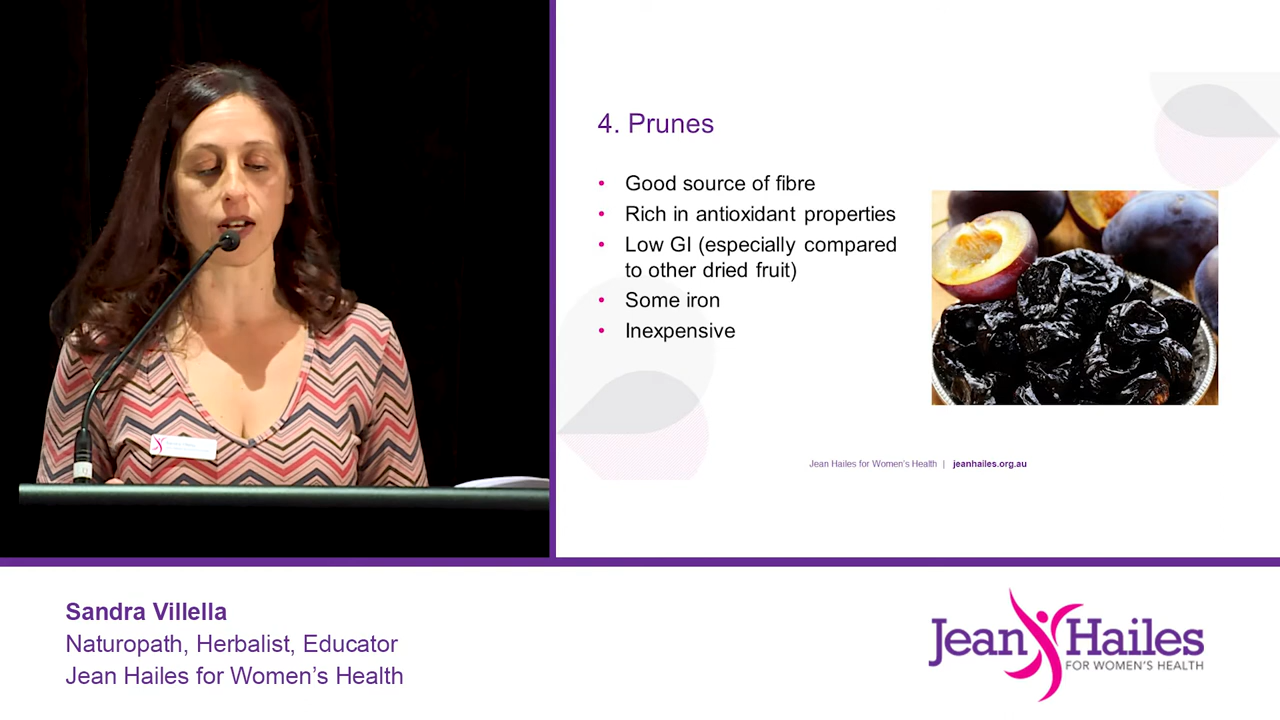 4. Prunes
• Good source of fibre
• Rich in antioxidant properties
• Low GI (especially compared
to other dried fruit)
• Some iron
• Inexpensive
Jean Hailes for Women's Health | jeanhailes.org.au
Sandra Villella
Naturopath, Herbalist, Educator
Jean Hailes for Women's Health
Jean Hailes
FOR WOMEN'S HEALTH